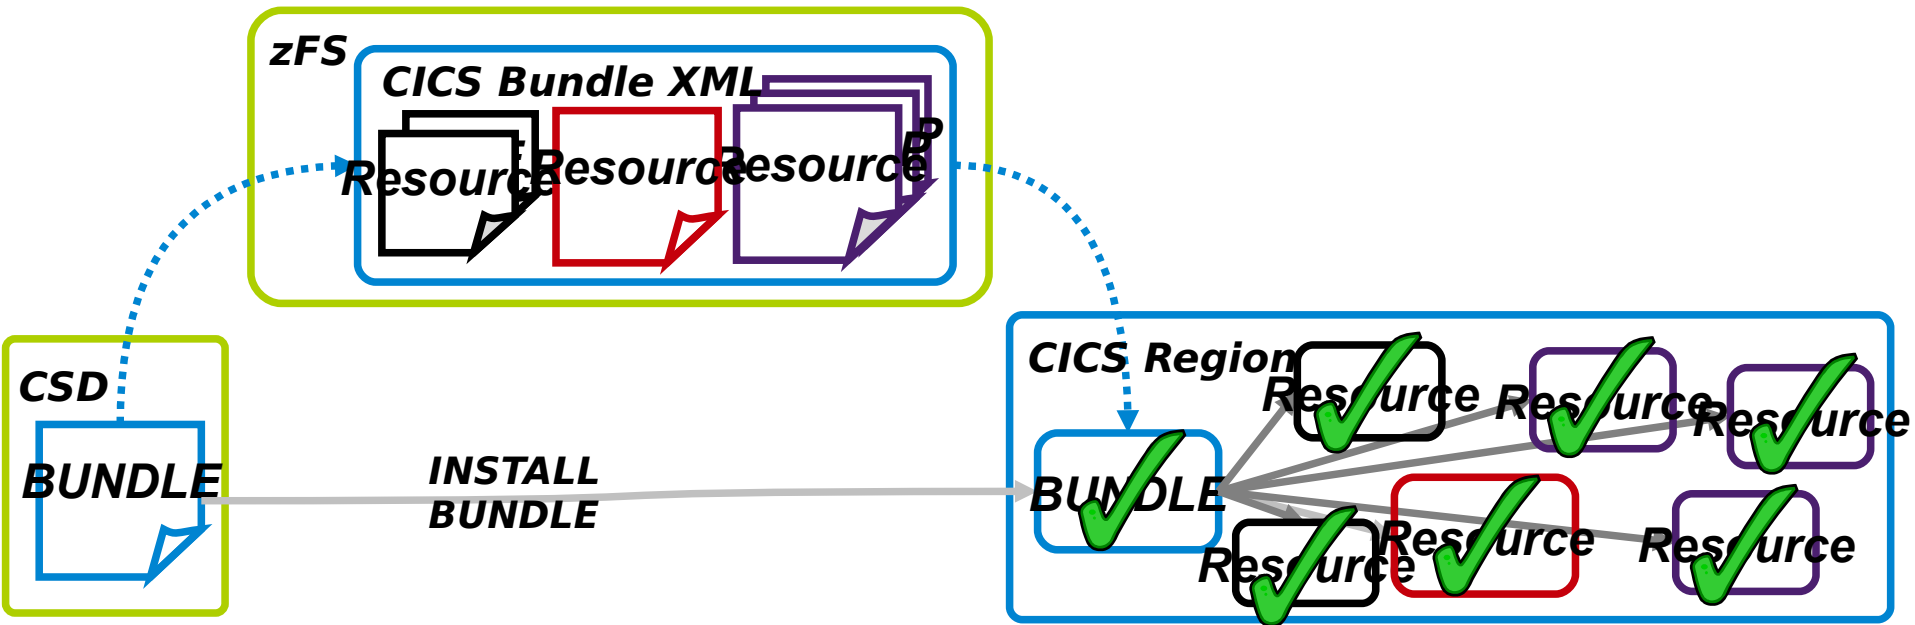 zFS
CICS Bundle XML
Resource
Resource
Resource
CSD
BUNDLE
INSTALL
BUNDLE
CICS Region
Resource
Resource
Resource
BUNDLE
Resource
Resource
Resource